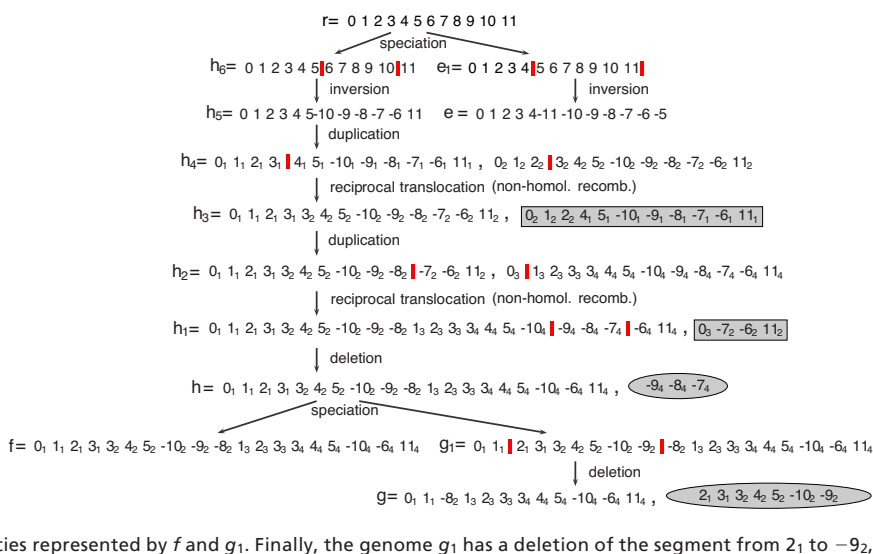 r= 0 1 2 3 4 5 6 7 8 9 10 11
speciation
h₆= 0 1 2 3 4 5 6 7 8 9 10 11 e₁= 0 1 2 3 4 5 6 7 8 9 10 11
inversion inversion
h₅= 0 1 2 3 4 5-10 -9 -8 -7 -6 11 e = 0 1 2 3 4-11 -10 -9 -8 -7 -6 -5
duplication
h₄= 0₁ 1₁ 2₁ 3₁ 4₁ 5₁ -10₁ -9₁ -8₁ -7₁ -6₁ 11₁ , 0₂ 1₂ 2₂ 3₂ 4₂ 5₂ -10₂ -9₂ -8₂ -7₂ -6₂ 11₂
reciprocal translocation (non-homol. recomb.)
h₃= 0₁ 1₁ 2₁ 3₁ 3₂ 4₂ 5₂ -10₂ -9₂ -8₂ -7₂ -6₂ 11₂ , 0₂ 1₂ 2₂ 4₁ 5₁ -10₁ -9₁ -8₁ -7₁ -6₁ 11₁
duplication
h₂= 0₁ 1₁ 2₁ 3₁ 3₂ 4₂ 5₂ -10₂ -9₂ -8₂ -7₂ -6₂ 11₂ , 0₃ 1₃ 2₃ 3₃ 3₄ 4₄ 5₄ -10₄ -9₄ -8₄ -7₄ -6₄ 11₄
reciprocal translocation (non-homol. recomb.)
h₁= 0₁ 1₁ 2₁ 3₁ 3₂ 4₂ 5₂ -10₂ -9₂ -8₂ 1₃ 2₃ 3₃ 3₄ 4₄ 5₄ -10₄ -9₄ -8₄ -7₄ -6₄ 11₄ , 0₃ -7₂ -6₂ 11₂
deletion
h= 0₁ 1₁ 2₁ 3₁ 3₂ 4₂ 5₂ -10₂ -9₂ -8₂ 1₃ 2₃ 3₃ 3₄ 4₄ 5₄ -10₄ -6₄ 11₄ , -9₄ -8₄ -7₄
speciation
f= 0₁ 1₁ 2₁ 3₁ 3₂ 4₂ 5₂ -10₂ -9₂ -8₂ 1₃ 2₃ 3₃ 3₄ 4₄ 5₄ -10₄ -6₄ 11₄ g₁= 0₁ 1₁ 2₁ 3₁ 3₂ 4₂ 5₂ -10₂ -9₂ -8₂ 1₃ 2₃ 3₃ 3₄ 4₄ 5₄ -10₄ -6₄ 11₄
deletion
g= 0₁ 1₁ -8₂ 1₃ 2₃ 3₃ 3₄ 4₄ 5₄ -10₄ -6₄ 11₄ , 2₁ 3₁ 3₂ 4₂ 5₂ -10₂ -9₂
cies represented by f and g₁. Finally, the genome g₁ has a deletion of the segment from 2₁ to −9₂,